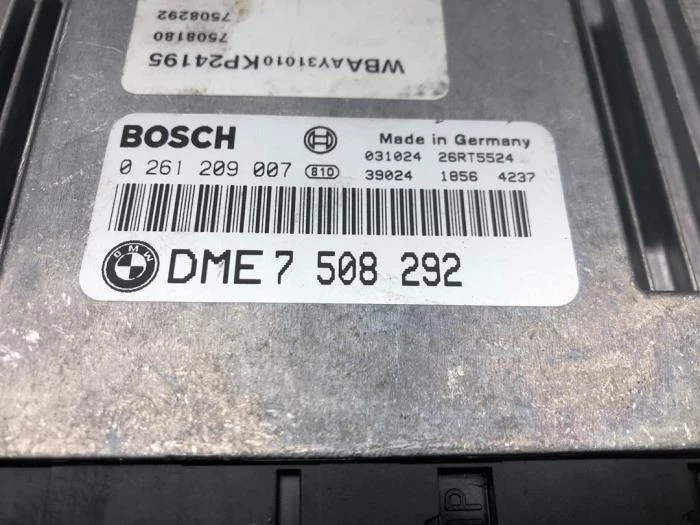 7508292
7508180
WBAAY31010KP24195
BOSCH
Made in Germany
0 261 209 007 810
031024 26RT5524
39024 1856 4237
BMW
DME 7 508 292